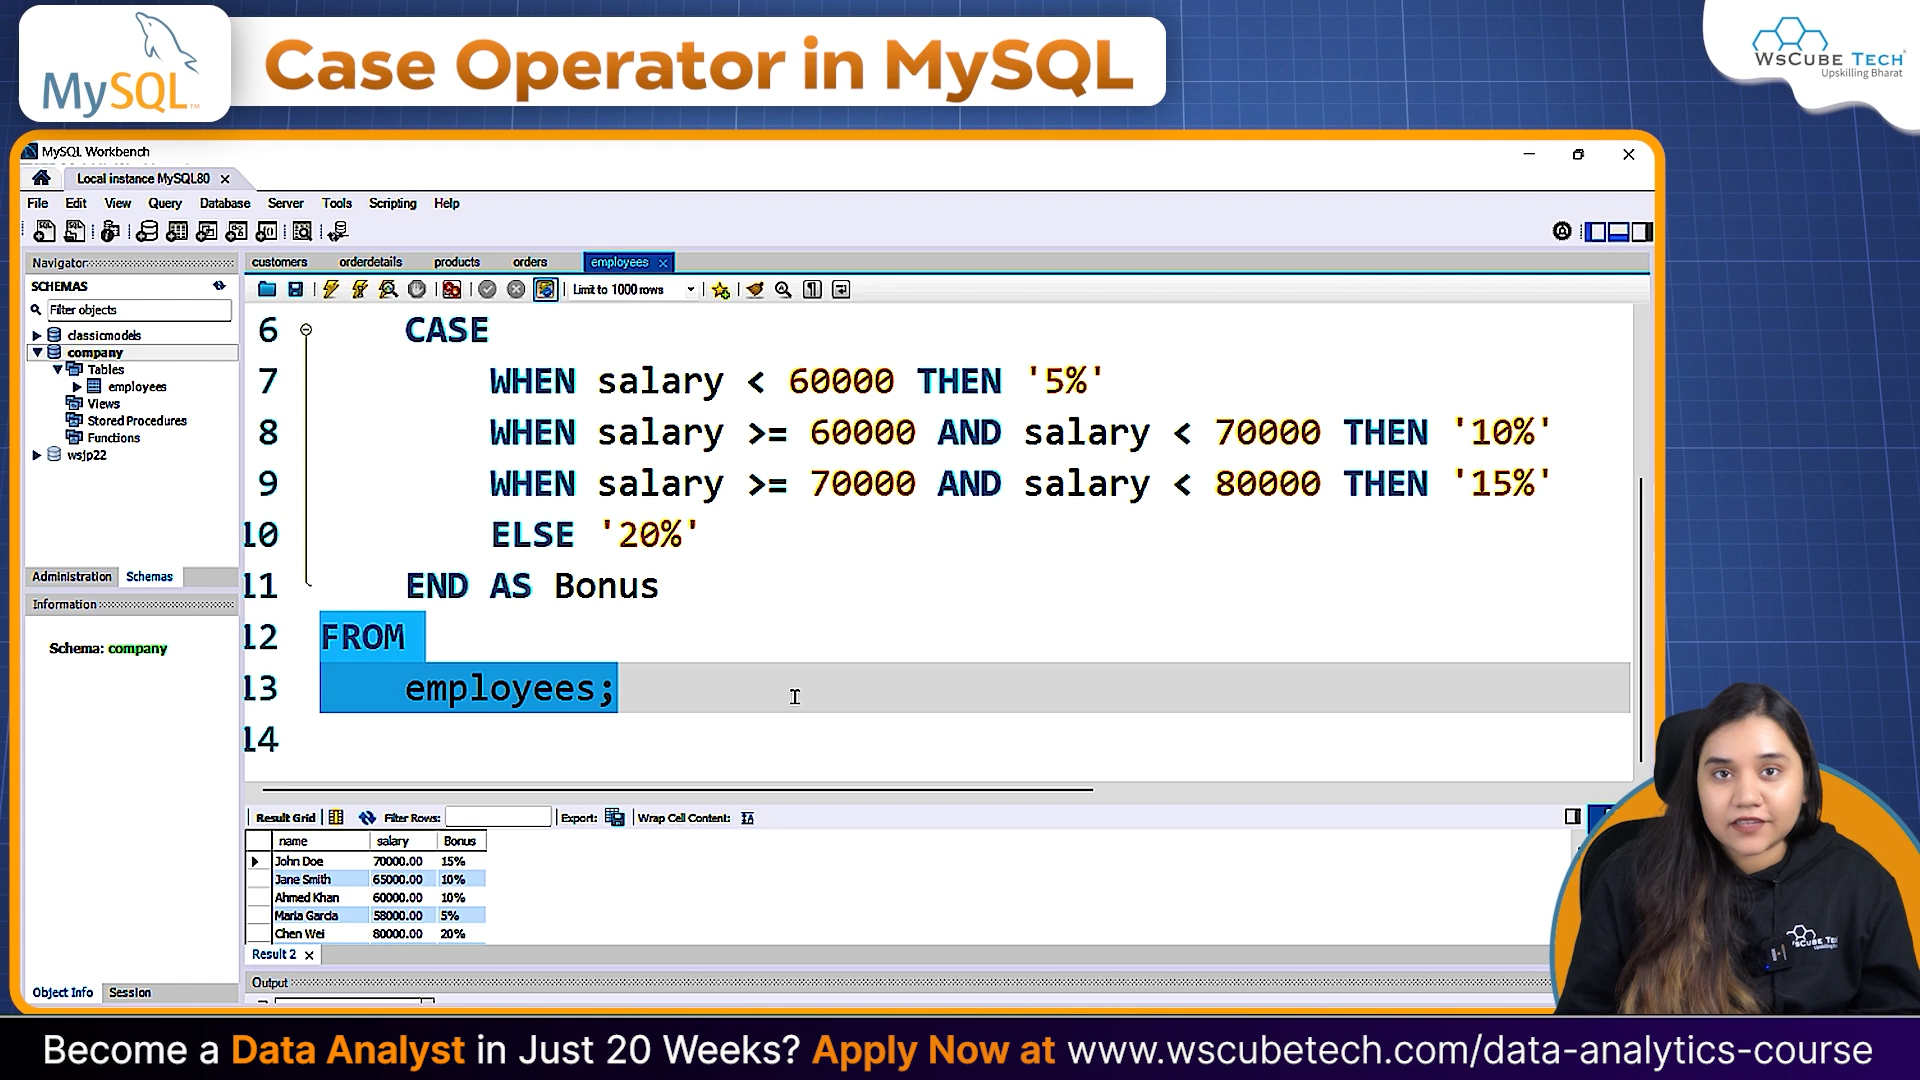 MySQL™
Case Operator in MySQL
WsCube Tech
Upskilling Bharat
MySQL Workbench
Local instance MySQL80
File Edit View Query Database Server Tools Scripting Help
Navigator
SCHEMAS
Filter objects
classicmodels
company
Tables
employees
Views
Stored Procedures
Functions
wsjp22
Administration Schemas
Information
Schema: company
Object Info Session
customers orderdetails products orders employees
Limit to 1000 rows
6 CASE
7 WHEN salary < 60000 THEN '5%'
8 WHEN salary >= 60000 AND salary < 70000 THEN '10%'
9 WHEN salary >= 70000 AND salary < 80000 THEN '15%'
10 ELSE '20%'
11 END AS Bonus
12 FROM
13 employees;
14
Result Grid Filter Rows: Export: Wrap Cell Content:
name salary Bonus
John Doe 70000.00 15%
Jane Smith 65000.00 10%
Ahmed Khan 60000.00 10%
Maria Garcia 58000.00 5%
Chen Wei 80000.00 20%
Result 2
Output
Become a Data Analyst in Just 20 Weeks? Apply Now at www.wscubetech.com/data-analytics-course